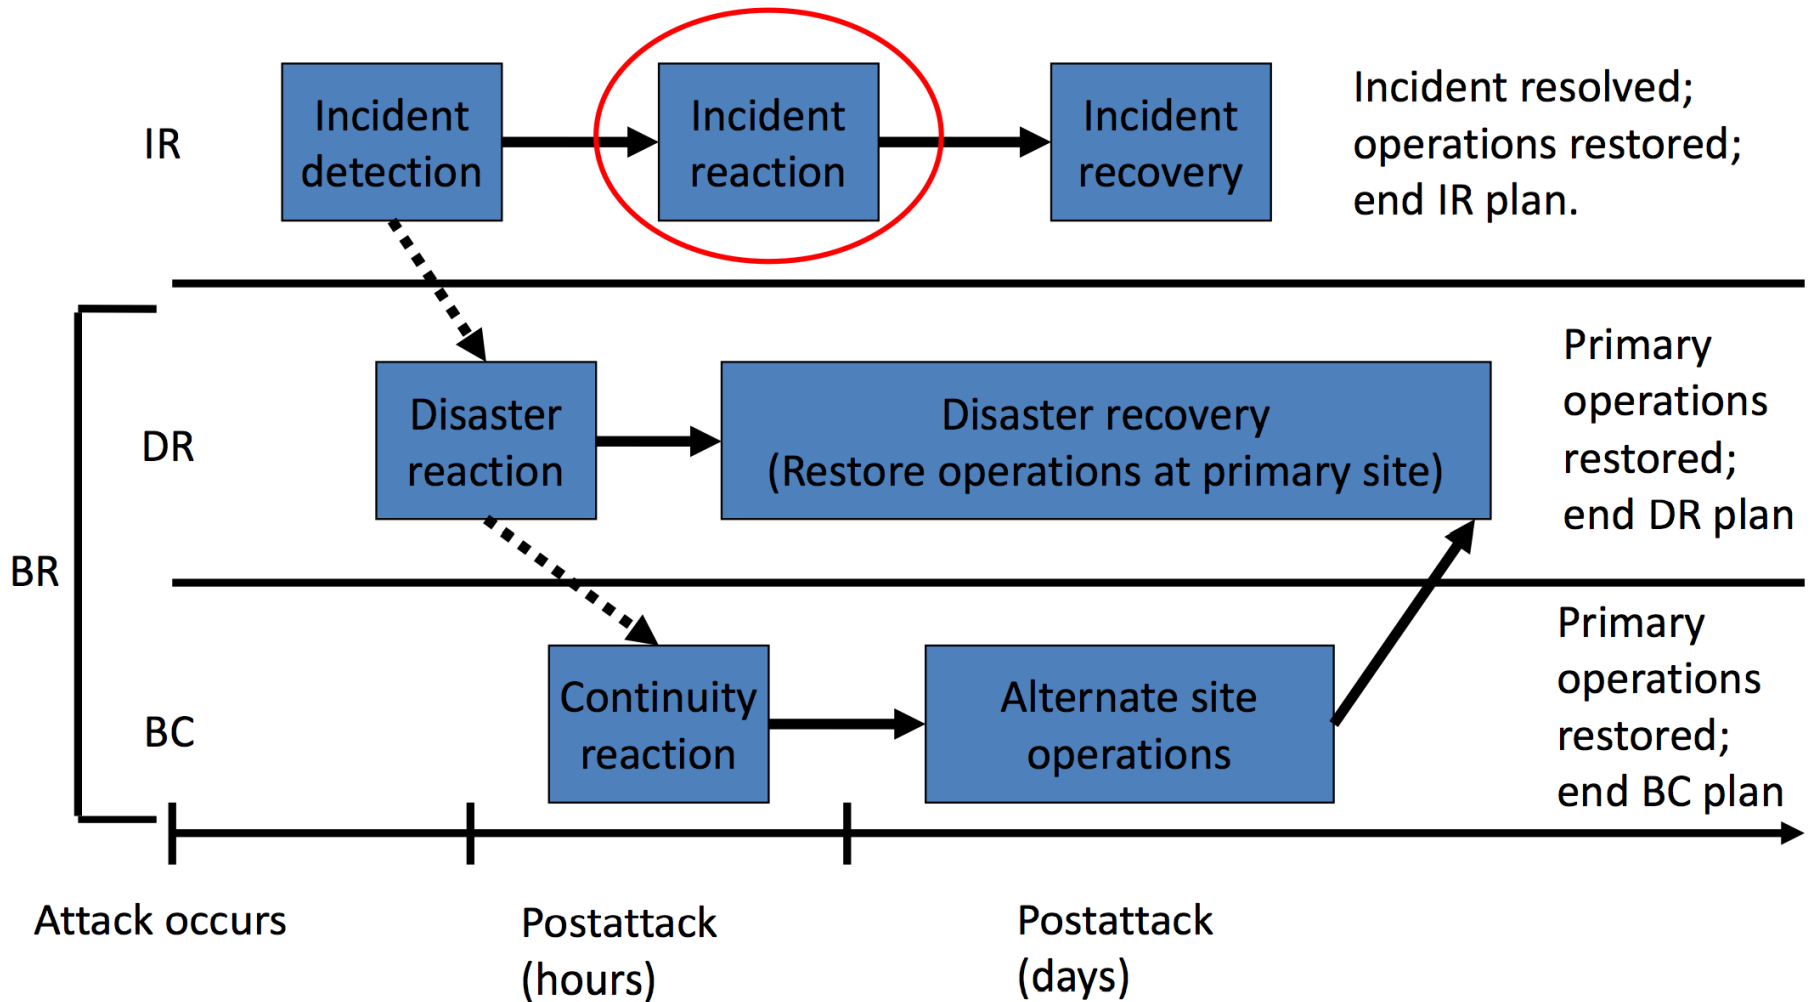 IR
Incident
detection
Incident
reaction
Incident
recovery
Incident resolved;
operations restored;
end IR plan.
BR
DR
Disaster
reaction
Disaster recovery
(Restore operations at primary site)
Primary
operations
restored;
end DR plan
BC
Continuity
reaction
Alternate site
operations
Primary
operations
restored;
end BC plan
Attack occurs
Postattack
(hours)
Postattack
(days)